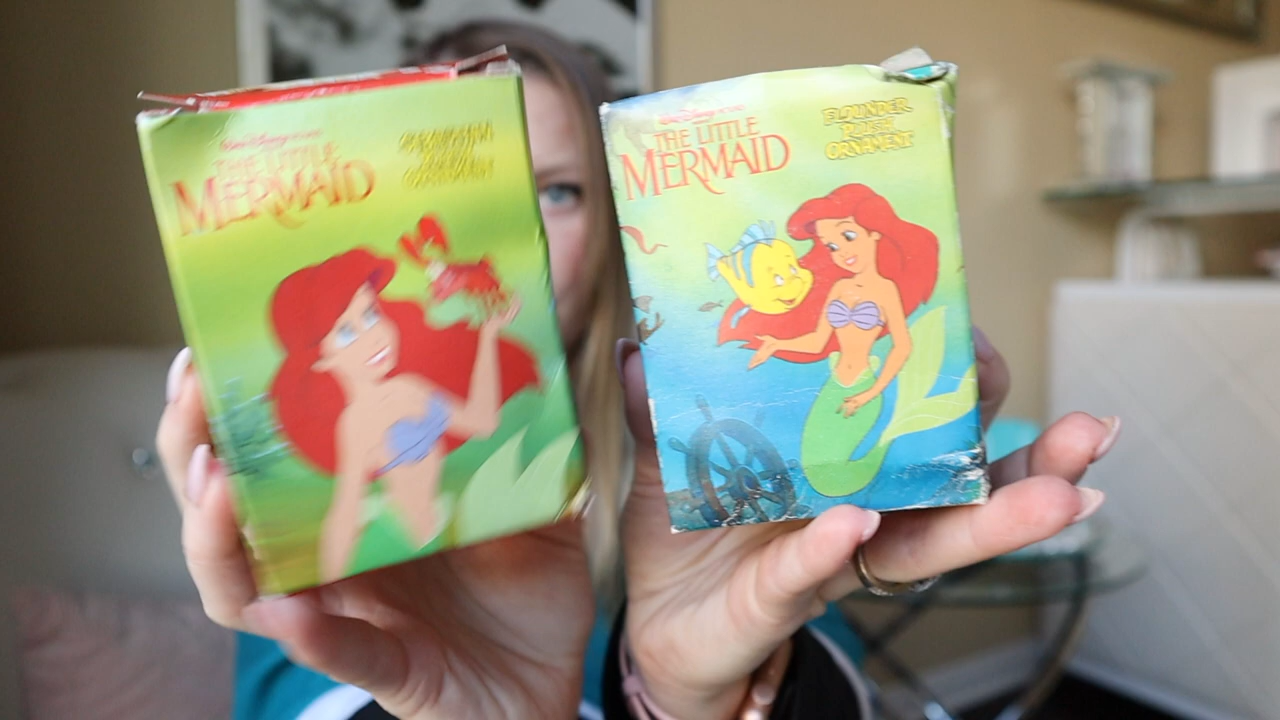 THE LITTLE
MERMAID
Walt Disney
THE LITTLE
MERMAID
FLOUNDER
PLUSH
ORNAMENT